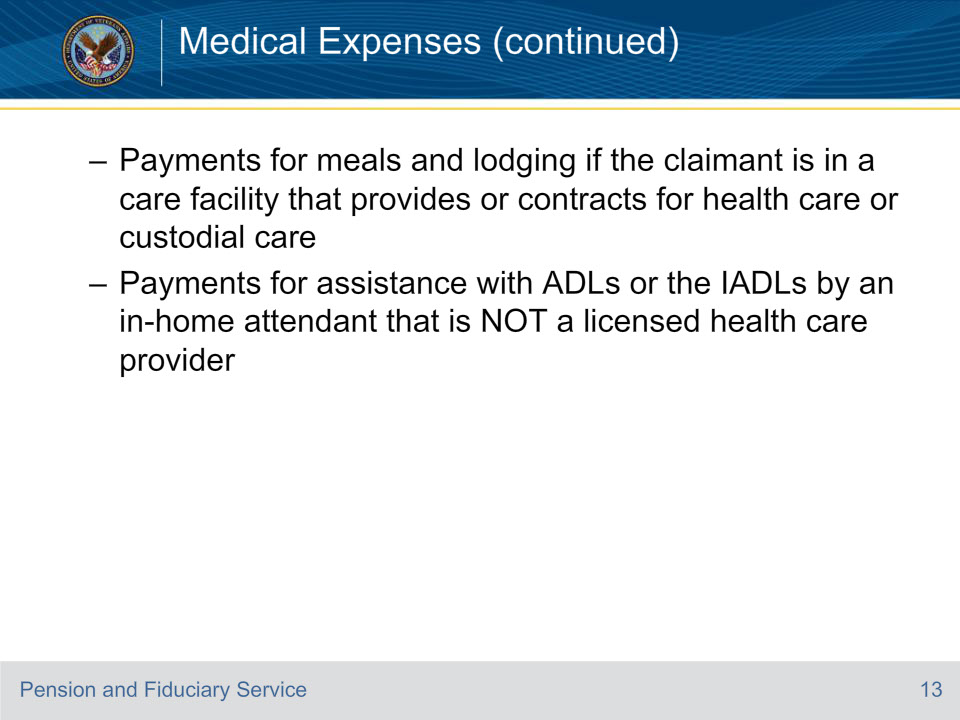 Medical Expenses (continued)
– Payments for meals and lodging if the claimant is in a
care facility that provides or contracts for health care or
custodial care
– Payments for assistance with ADLs or the IADLs by an
in-home attendant that is NOT a licensed health care
provider
Pension and Fiduciary Service
13